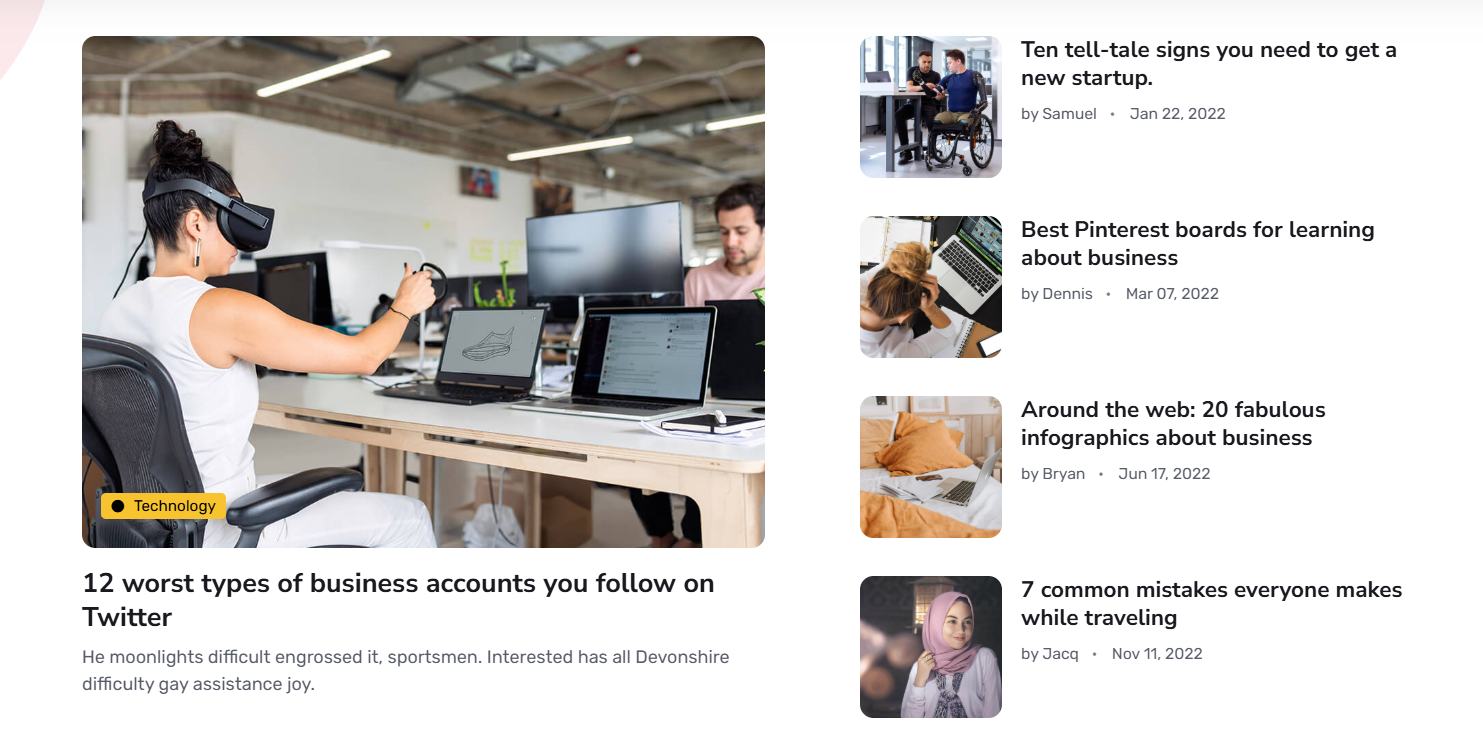 Technology
12 worst types of business accounts you follow on
Twitter
He moonlights difficult engrossed it, sportsmen. Interested has all Devonshire
difficulty gay assistance joy.
Ten tell-tale signs you need to get a
new startup.
by Samuel • Jan 22, 2022
Best Pinterest boards for learning
about business
by Dennis • Mar 07, 2022
Around the web: 20 fabulous
infographics about business
by Bryan • Jun 17, 2022
7 common mistakes everyone makes
while traveling
by Jacq • Nov 11, 2022